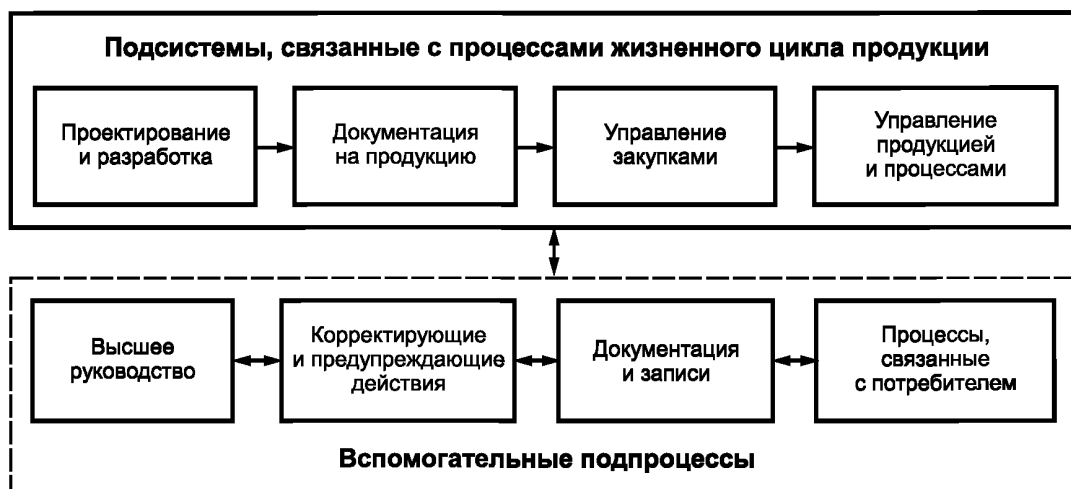 Подсистемы, связанные с процессами жизненного цикла продукции
Проектирование
и разработка
Документация
на продукцию
Управление
закупками
Управление
продукцией
и процессами
Высшее
руководство
Корректирующие
и предупреждающие
действия
Документация
и записи
Процессы,
связанные
с потребителем
Вспомогательные подпроцессы